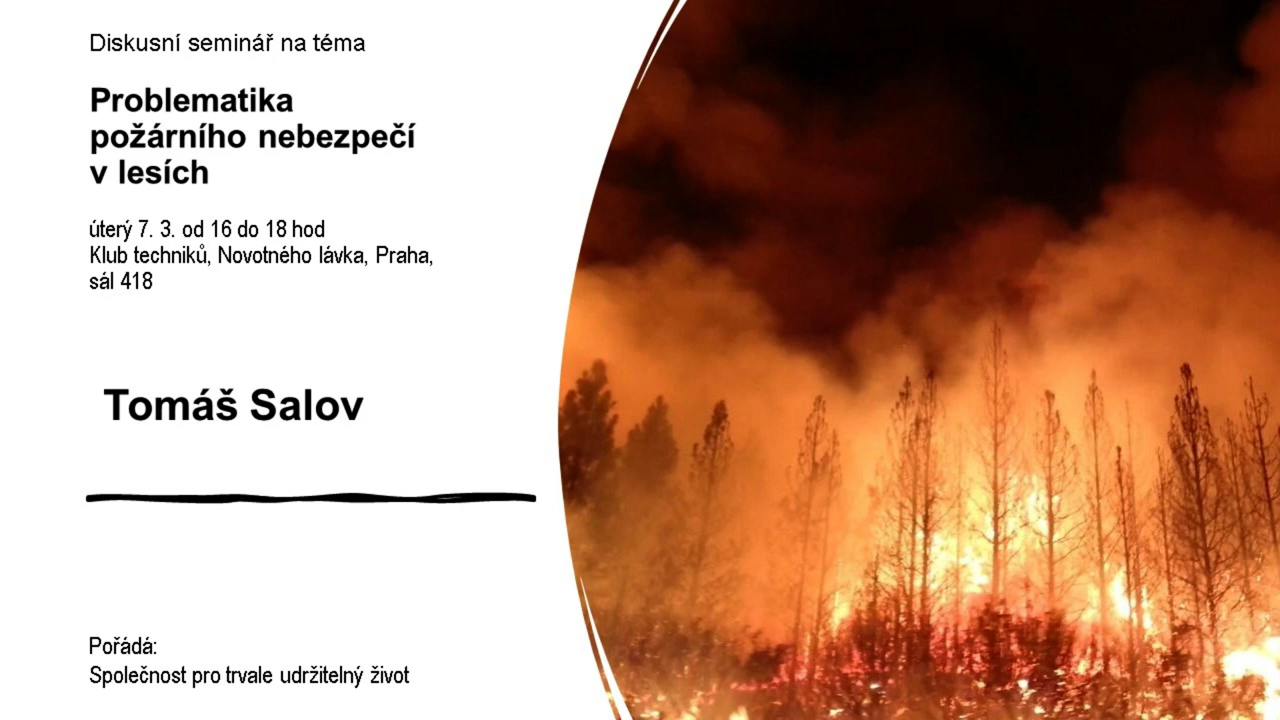 Diskusní seminář na téma
Problematika
požárního nebezpečí
v lesích
úterý 7. 3. od 16 do 18 hod
Klub techniků, Novotného lávka, Praha,
sál 418
Tomáš Salov
Pořádá:
Společnost pro trvale udržitelný život